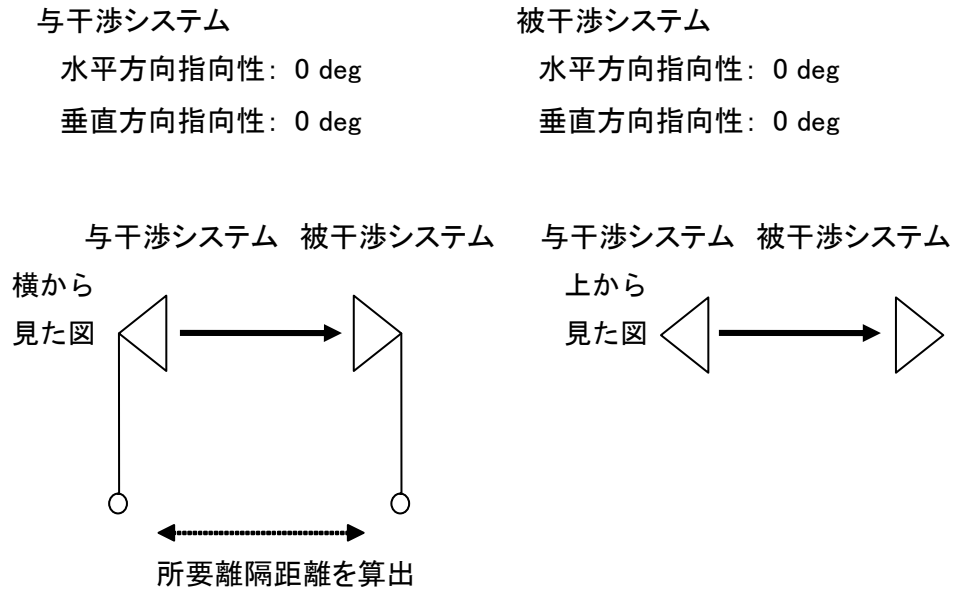 与干渉システム 被干渉システム
水平方向指向性: 0 deg 水平方向指向性: 0 deg
垂直方向指向性: 0 deg 垂直方向指向性: 0 deg
与干渉システム 被干渉システム 与干渉システム 被干渉システム
横から 上から
見た図 見た図
所要離隔距離を算出